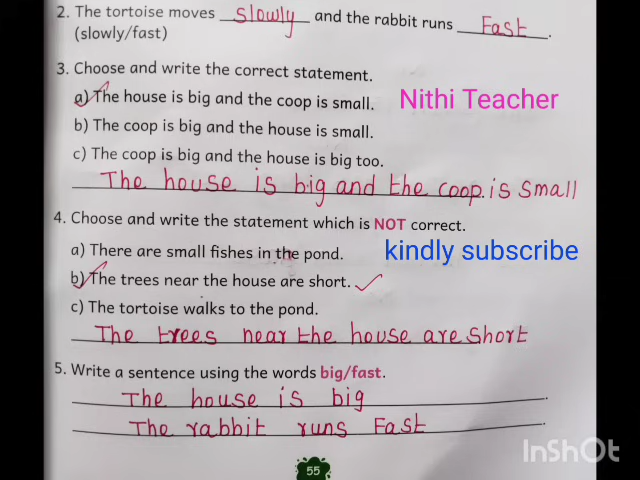 2. The tortoise moves slowly and the rabbit runs Fast.
(slowly/fast)
3. Choose and write the correct statement.
a) The house is big and the coop is small. Nithi Teacher
b) The coop is big and the house is small.
c) The coop is big and the house is big too.
The house is big and the coop. is small
4. Choose and write the statement which is NOT correct.
a) There are small fishes in the pond. kindly subscribe
b) The trees near the house are short.
c) The tortoise walks to the pond.
The trees near the house are short
5. Write a sentence using the words big/fast.
The house is big
The rabbit runs Fast
InShOt
55